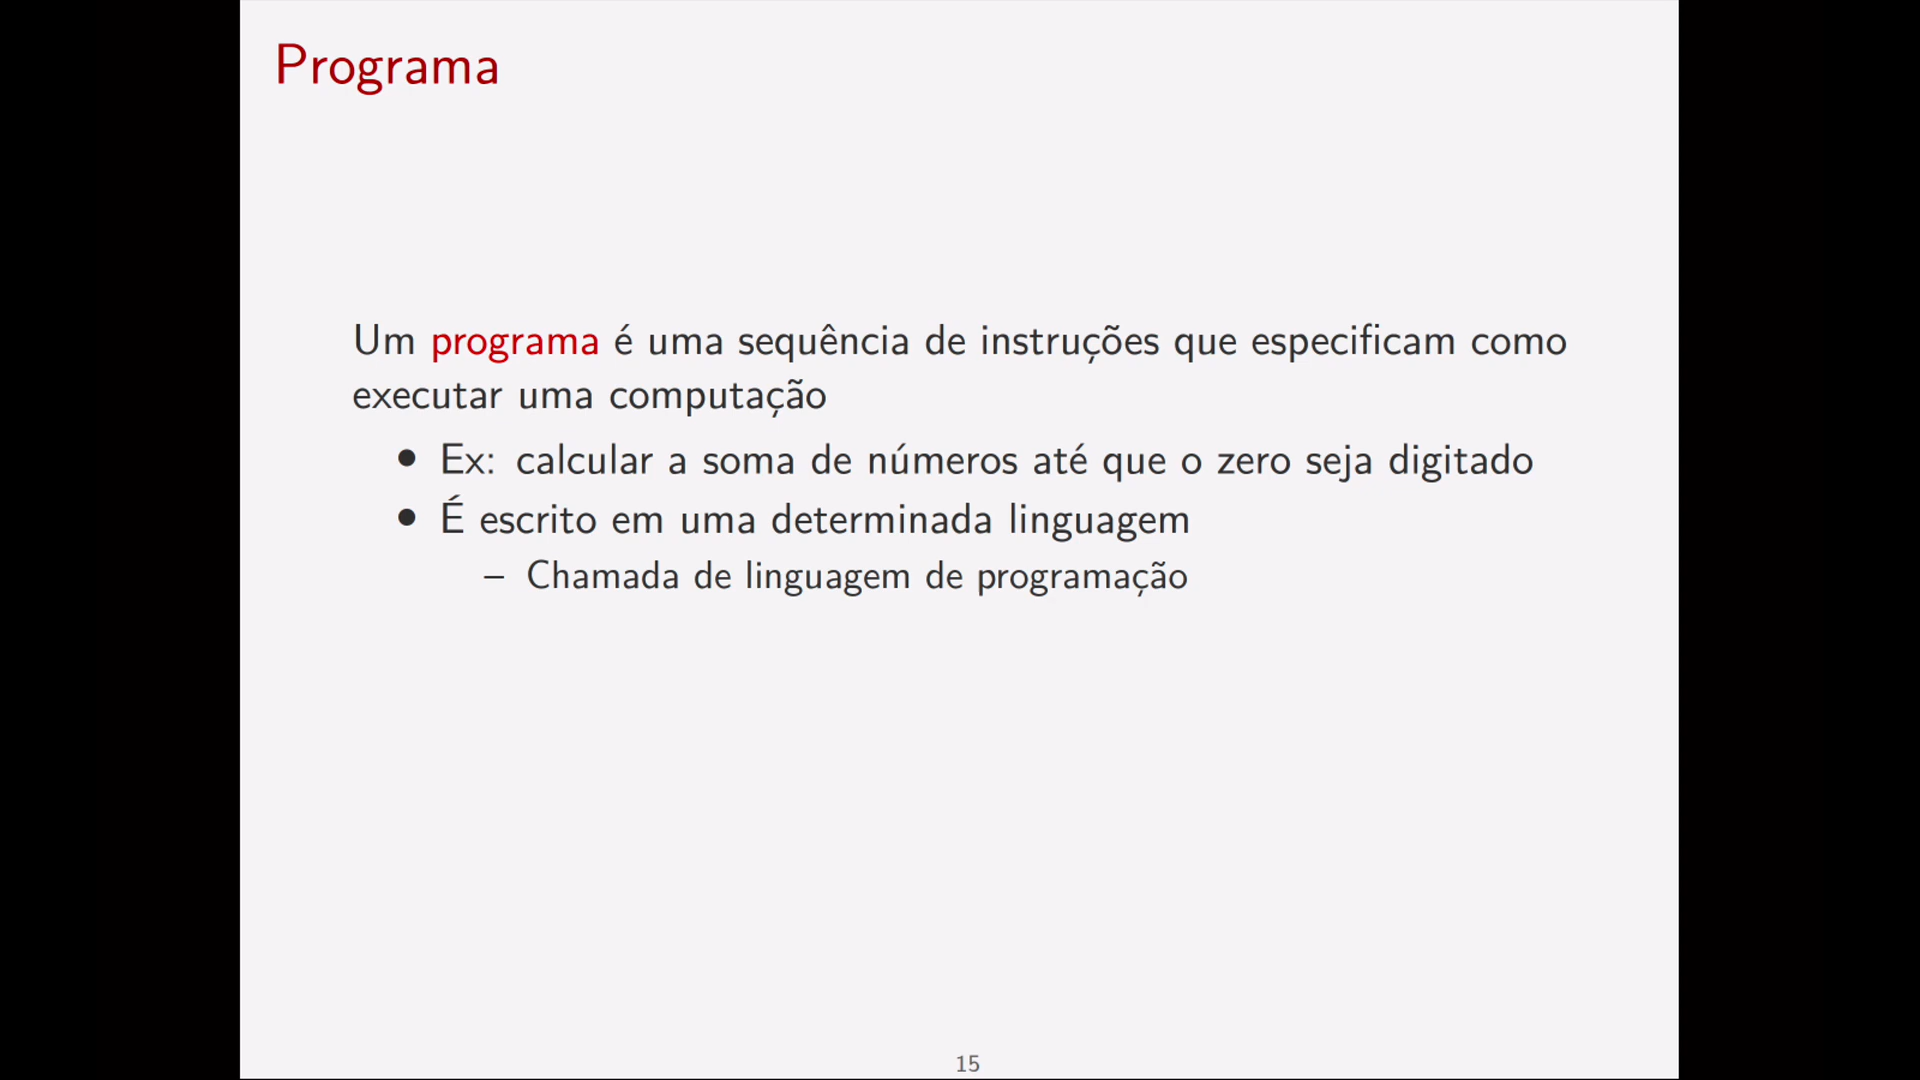 Programa
Um programa é uma sequência de instruções que especificam como
executar uma computação
• Ex: calcular a soma de números até que o zero seja digitado
• É escrito em uma determinada linguagem
– Chamada de linguagem de programação
15